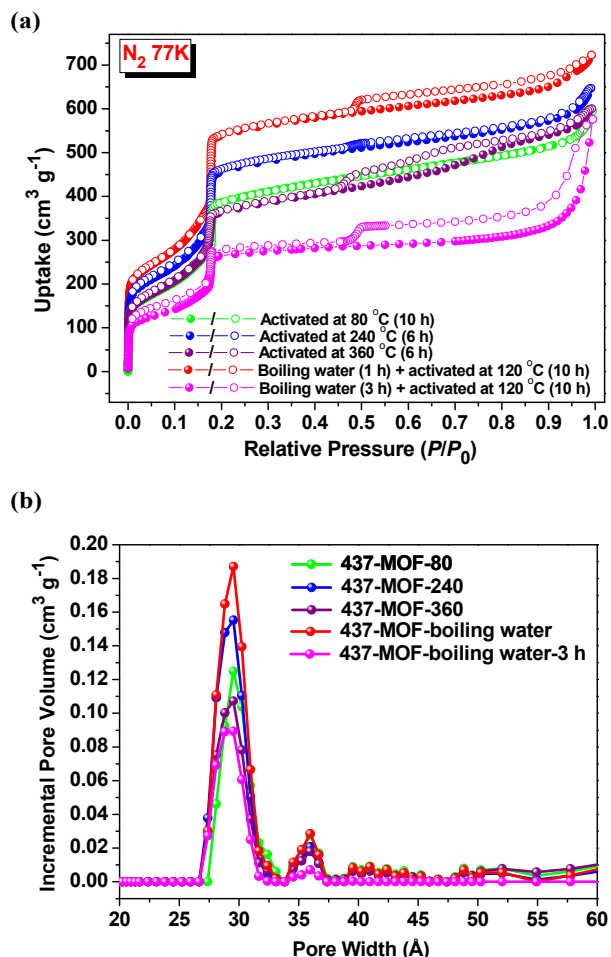 (a)
N2 77K
700
600
500
400
300
200
100
0
Uptake (cm3 g-1)
Activated at 80 oC (10 h)
Activated at 240 oC (6 h)
Activated at 360 oC (6 h)
Boiling water (1 h) + activated at 120 oC (10 h)
Boiling water (3 h) + activated at 120 oC (10 h)
0.0 0.1 0.2 0.3 0.4 0.5 0.6 0.7 0.8 0.9 1.0
Relative Pressure (P/P0)
(b)
0.20
0.18
0.16
0.14
0.12
0.10
0.08
0.06
0.04
0.02
0.00
Incremental Pore Volume (cm3 g-1)
437-MOF-80
437-MOF-240
437-MOF-360
437-MOF-boiling water
437-MOF-boiling water-3 h
20 25 30 35 40 45 50 55 60
Pore Width (Å)